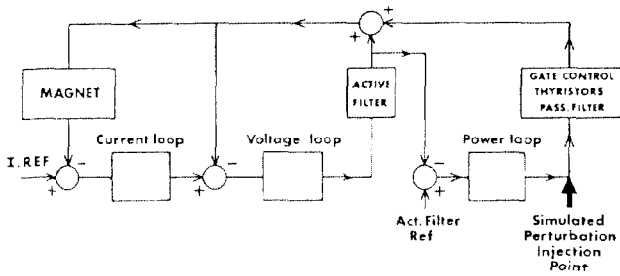 +
+
MAGNET
ACTIVE
FILTER
GATE CONTROL
THYRISTORS
PASS. FILTER
I. REF
Current loop
Voltage loop
Power loop
-
+
-
+
-
+
Act. Filter
Ref
Simulated
Perturbation
Injection
Point